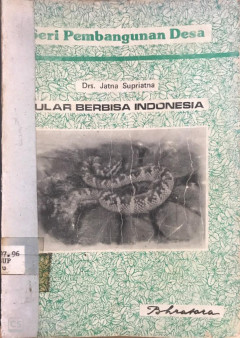 Seri Pembangunan Desa
Drs. Jatna Supriatna
ULAR BERBISA INDONESIA
Bhratara